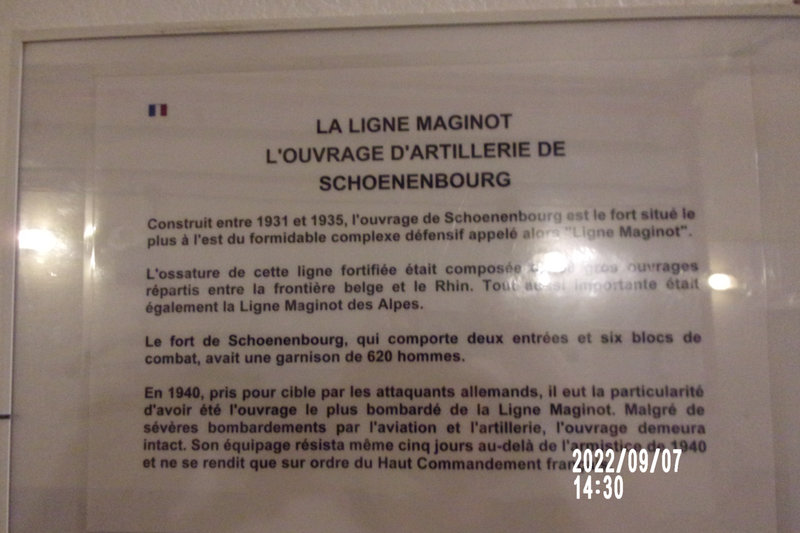 LA LIGNE MAGINOT
L'OUVRAGE D'ARTILLERIE DE
SCHOENENBOURG
Construit entre 1931 et 1935, l'ouvrage de Schoenenbourg est le fort situé le
plus à l'est du formidable complexe défensif appelé alors "Ligne Maginot".
L'ossature de cette ligne fortifiée était composée gros ouvrages
répartis entre la frontière belge et le Rhin. Tout aussi importante était
également la Ligne Maginot des Alpes.
Le fort de Schoenenbourg, qui comporte deux entrées et six blocs de
combat, avait une garnison de 620 hommes.
En 1940, pris pour cible par les attaquants allemands, il eut la particularité
d'avoir été l'ouvrage le plus bombardé de la Ligne Maginot. Malgré de
sévères bombardements par l'aviation et l'artillerie, l'ouvrage demeura
intact. Son équipage résista même cinq jours au-delà de l'armistice de 1940
et ne se rendit que sur ordre du Haut Commandement
2022/09/07
14:30